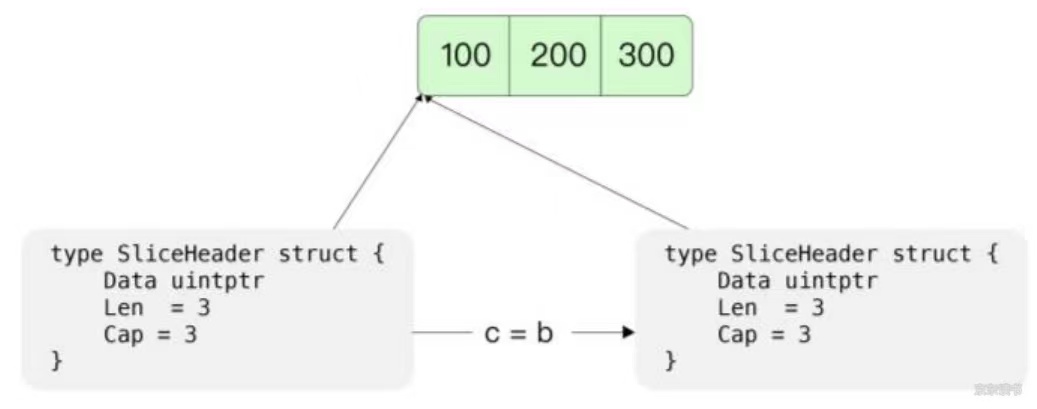 100 200 300
type SliceHeader struct {
    Data uintptr
    Len  = 3
    Cap = 3
}
c = b
type SliceHeader struct {
    Data uintptr
    Len  = 3
    Cap = 3
}